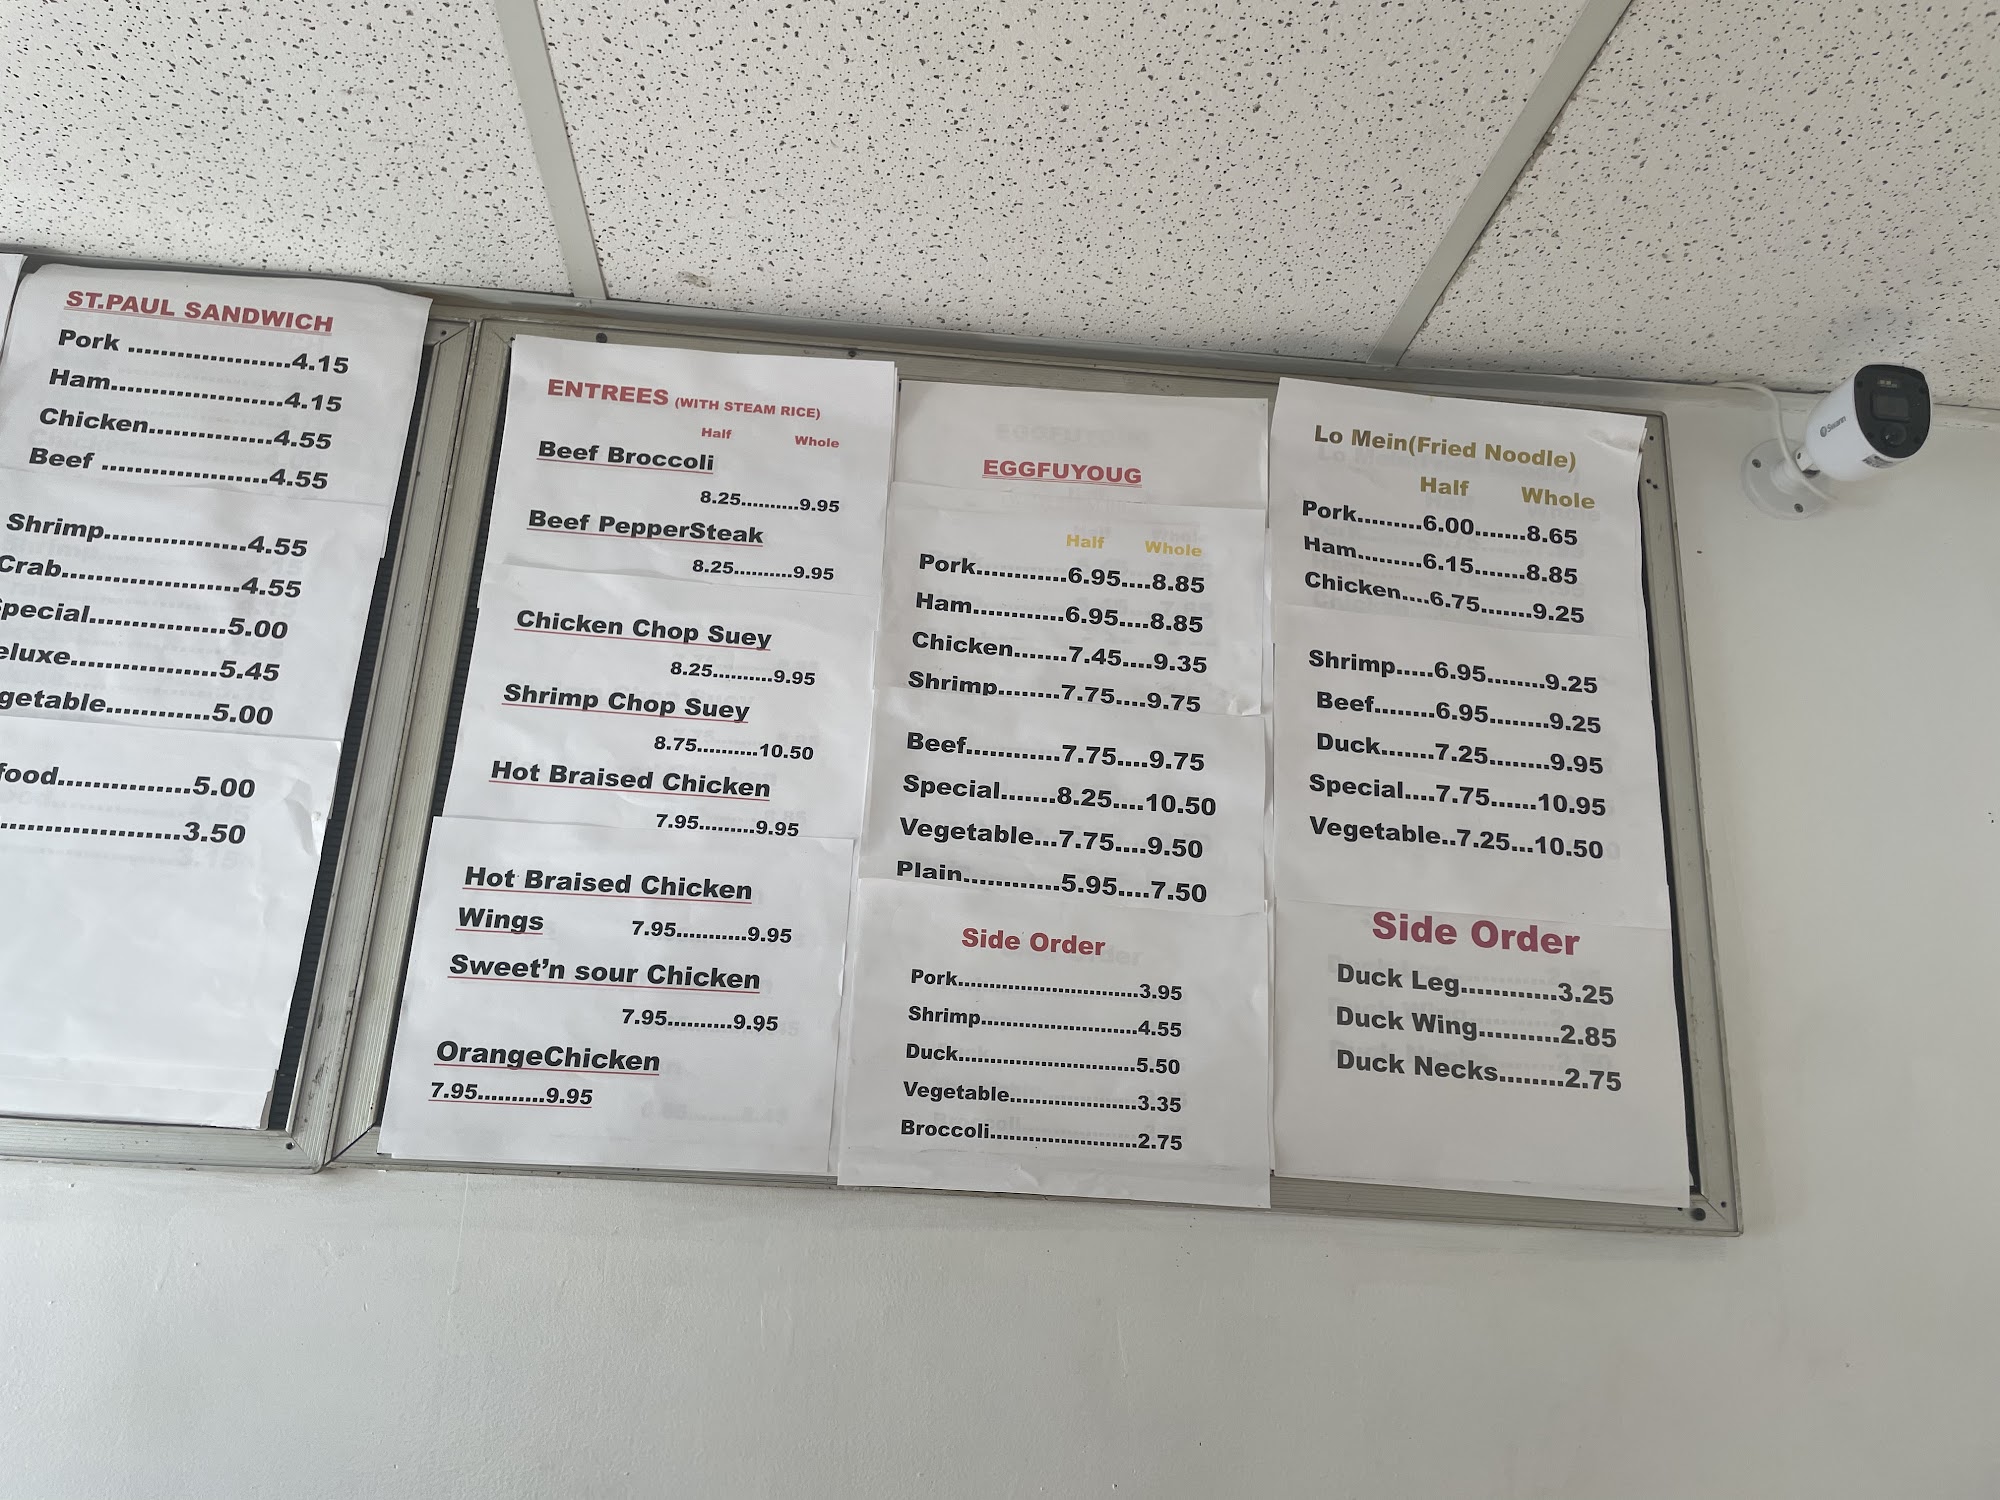 ST.PAUL SANDWICH
Pork .....................4.15
Ham......................4.15
Chicken................4.55
Beef .....................4.55
Shrimp..................4.55
Crab.......................4.55
pecial..................5.00
eluxe...................5.45
getable.............5.00
food.................5.00
.......................3.50
ENTREES (WITH STEAM RICE)
Half Whole
Beef Broccoli
8.25..........9.95
Beef PepperSteak
8.25..........9.95
Chicken Chop Suey
8.25..........9.95
Shrimp Chop Suey
8.75..........10.50
Hot Braised Chicken
7.95.........9.95
Hot Braised Chicken
Wings 7.95...........9.95
Sweet'n sour Chicken
7.95..........9.95
OrangeChicken
7.95..........9.95
EGGFUYOUG
Half Whole
Pork............6.95....8.85
Ham............6.95....8.85
Chicken.......7.45....9.35
Shrimp........7.75....9.75
Beef............7.75....9.75
Special.......8.25....10.50
Vegetable...7.75....9.50
Plain.............5.95....7.50
Side Order
Pork..............................3.95
Shrimp..........................4.55
Duck..............................5.50
Vegetable.....................3.35
Broccoli........................2.75
Lo Mein(Fried Noodle)
Half Whole
Pork.........6.00.......8.65
Ham........6.15.......8.85
Chicken....6.75.......9.25
Shrimp.....6.95........9.25
Beef........6.95........9.25
Duck.......7.25........9.95
Special....7.75......10.95
Vegetable..7.25...10.50
Side Order
Duck Leg............3.25
Duck Wing..........2.85
Duck Necks........2.75
Swann